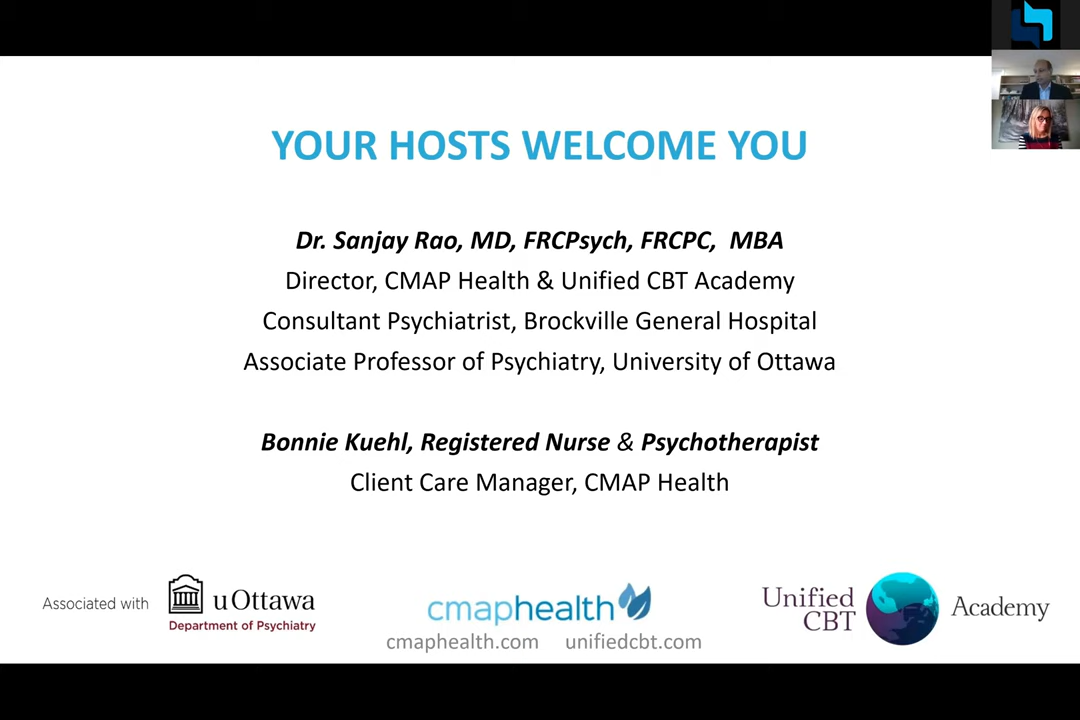 YOUR HOSTS WELCOME YOU
Dr. Sanjay Rao, MD, FRCPsych, FRCPC, MBA
Director, CMAP Health & Unified CBT Academy
Consultant Psychiatrist, Brockville General Hospital
Associate Professor of Psychiatry, University of Ottawa
Bonnie Kuehl, Registered Nurse & Psychotherapist
Client Care Manager, CMAP Health
Associated with
uOttawa
Department of Psychiatry
cmaphealth
cmaphealth.com unifiedcbt.com
Unified
CBT
Academy